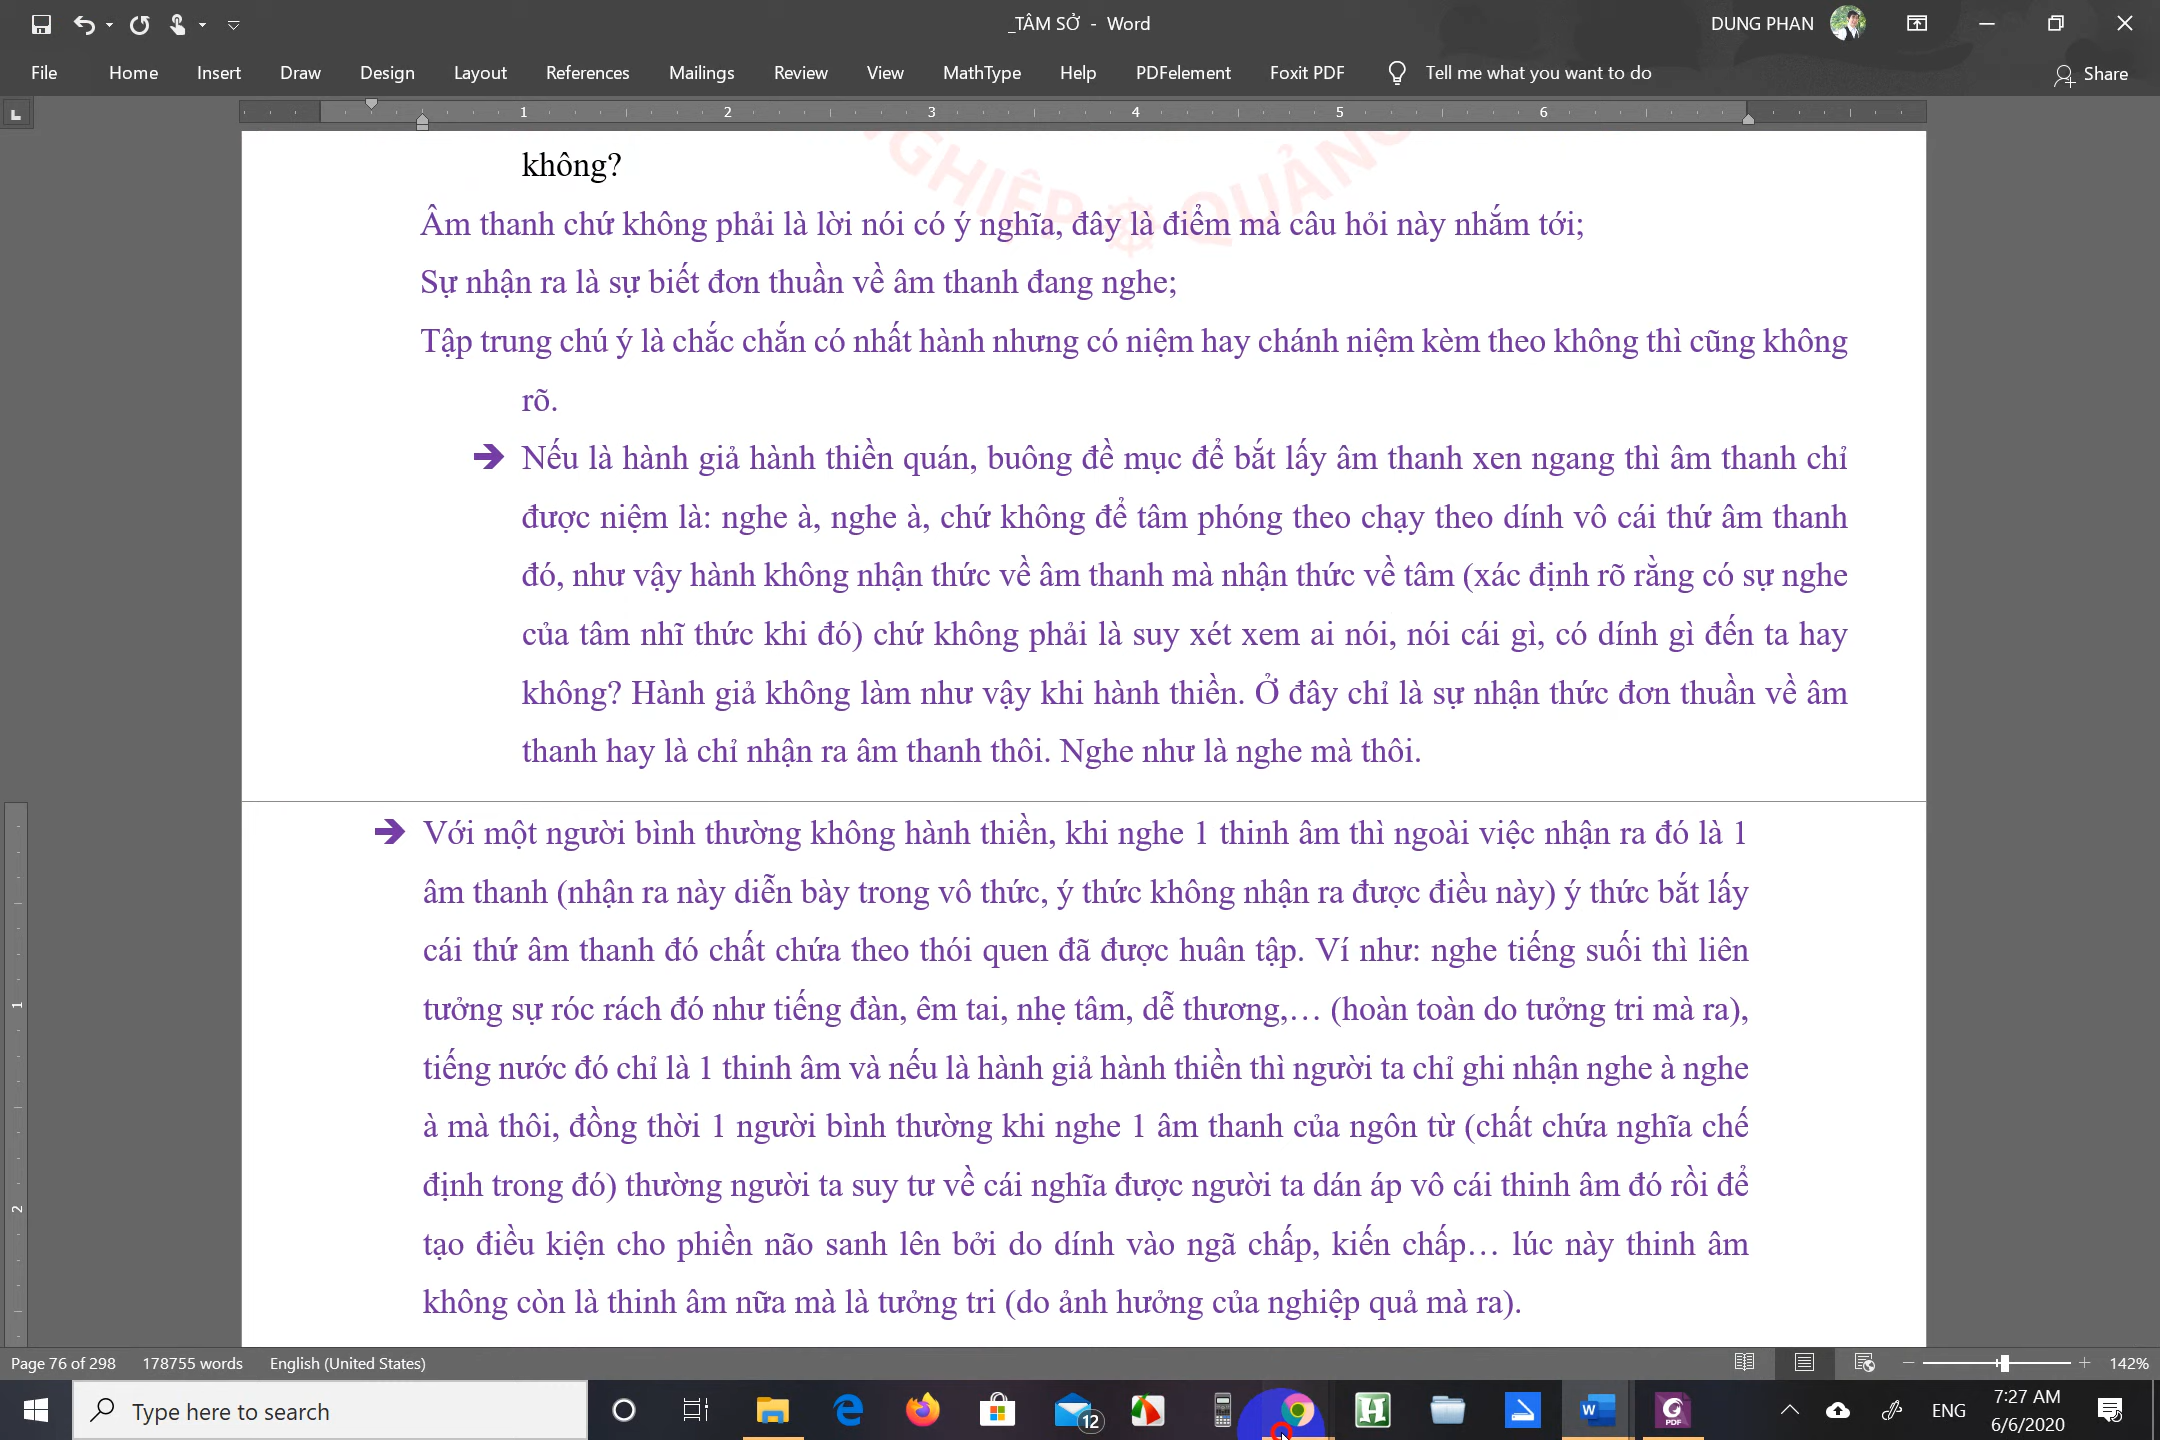 _TÂM SỞ - Word
DUNG PHAN
File Home Insert Draw Design Layout References Mailings Review View MathType Help PDFelement Foxit PDF Tell me what you want to do Share
1 2 3 4 5 6
NGHIỆP QUẢNG
không?
Âm thanh chứ không phải là lời nói có ý nghĩa, đây là điểm mà câu hỏi này nhắm tới;
Sự nhận ra là sự biết đơn thuần về âm thanh đang nghe;
Tập trung chú ý là chắc chắn có nhất hành nhưng có niệm hay chánh niệm kèm theo không thì cũng không
rõ.
➔ Nếu là hành giả hành thiền quán, buông đề mục để bắt lấy âm thanh xen ngang thì âm thanh chỉ
được niệm là: nghe à, nghe à, chứ không để tâm phóng theo chạy theo dính vô cái thứ âm thanh
đó, như vậy hành không nhận thức về âm thanh mà nhận thức về tâm (xác định rõ rằng có sự nghe
của tâm nhĩ thức khi đó) chứ không phải là suy xét xem ai nói, nói cái gì, có dính gì đến ta hay
không? Hành giả không làm như vậy khi hành thiền. Ở đây chỉ là sự nhận thức đơn thuần về âm
thanh hay là chỉ nhận ra âm thanh thôi. Nghe như là nghe mà thôi.
➔ Với một người bình thường không hành thiền, khi nghe 1 thinh âm thì ngoài việc nhận ra đó là 1
âm thanh (nhận ra này diễn bày trong vô thức, ý thức không nhận ra được điều này) ý thức bắt lấy
cái thứ âm thanh đó chất chứa theo thói quen đã được huân tập. Ví như: nghe tiếng suối thì liên
tưởng sự róc rách đó như tiếng đàn, êm tai, nhẹ tâm, dễ thương,… (hoàn toàn do tưởng tri mà ra),
tiếng nước đó chỉ là 1 thinh âm và nếu là hành giả hành thiền thì người ta chỉ ghi nhận nghe à nghe
à mà thôi, đồng thời 1 người bình thường khi nghe 1 âm thanh của ngôn từ (chất chứa nghĩa chế
định trong đó) thường người ta suy tư về cái nghĩa được người ta dán áp vô cái thinh âm đó rồi để
tạo điều kiện cho phiền não sanh lên bởi do dính vào ngã chấp, kiến chấp… lúc này thinh âm
không còn là thinh âm nữa mà là tưởng tri (do ảnh hưởng của nghiệp quả mà ra).
1
2
Page 76 of 298 178755 words English (United States) 142%
Type here to search
12
PDF
ENG
7:27 AM
6/6/2020